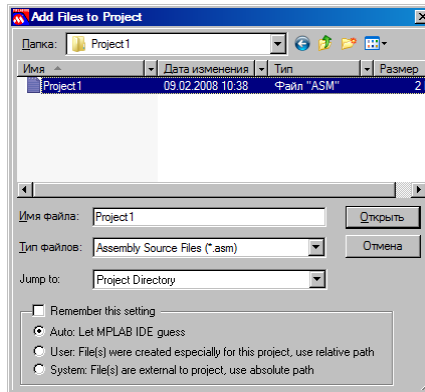 Add Files to Project
Папка: Project1
Имя Дата изменения Тип Размер
Project1 09.02.2008 10:38 Файл "ASM" 2
Имя файла: Project1 Открыть
Тип файлов: Assembly Source Files (*.asm) Отмена
Jump to: Project Directory
Remember this setting
Auto: Let MPLAB IDE guess
User: File(s) were created especially for this project, use relative path
System: File(s) are external to project, use absolute path